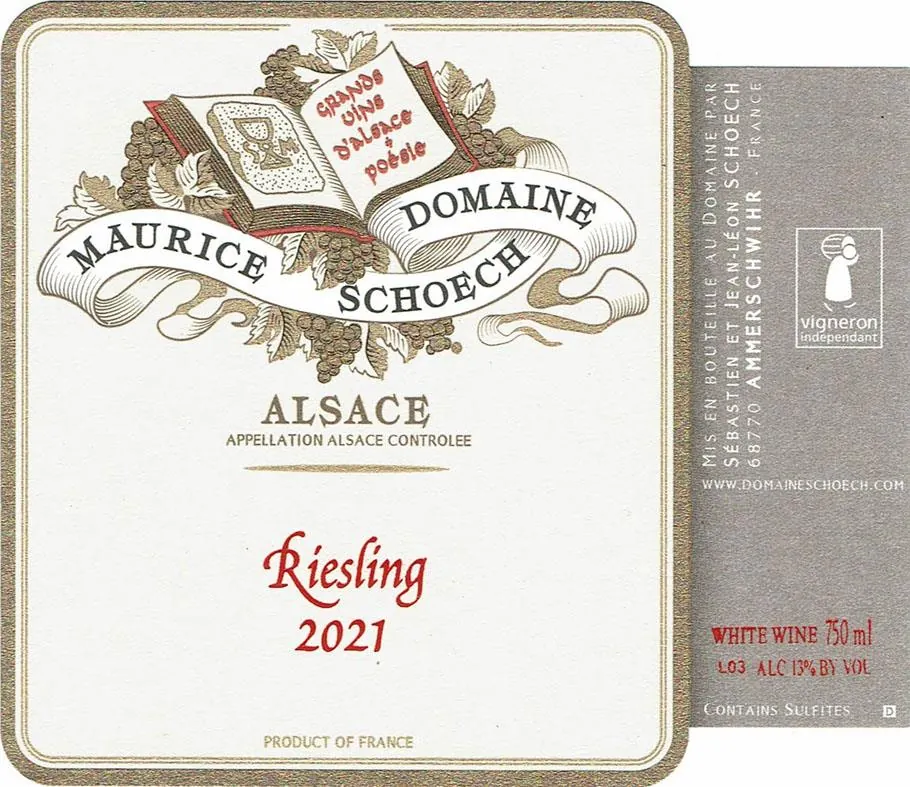 Grands
vins
d'alsace
+
poésie
MAURICE
SCHOECH
DOMAINE
ALSACE
APPELLATION ALSACE CONTROLEE
Riesling
2021
PRODUCT OF FRANCE
MIS EN BOUTEILLE AU DOMAINE PAR
SÉBASTIEN ET JEAN-LÉON SCHOECH
68770 AMMERSCHWIHR . FRANCE
vigneron
indépendant
WWW.DOMAINESCHOECH.COM
WHITE WINE 750 ml
L03 ALC 13% BY VOL
CONTAINS SULFITES D